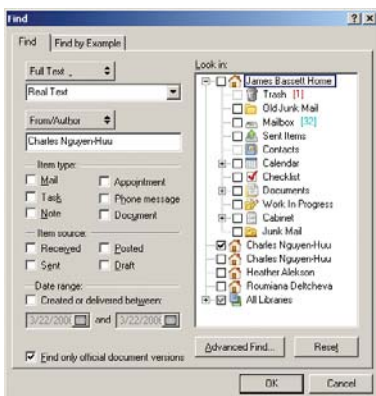 Find
Find
Find by Example
Full Text
Real Text
From/Author
Charles Nguyen-Huu
Item type:
Mail
Appointment
Task
Phone message
Note
Document
Item source:
Received
Posted
Sent
Draft
Date range:
Created or delivered between:
and
Find only official document versions
Look in:
James Bassett Home
Trash [1]
Old Junk Mail
Mailbox [32]
Sent Items
Contacts
Calendar
Checklist
Documents
Work In Progress
Cabinet
Junk Mail
Charles Nguyen-Huu
Charles Nguyen-Huu
Heather Alekson
Roumiana Deltcheva
All Libraries
Advanced Find...
Reset
OK
Cancel